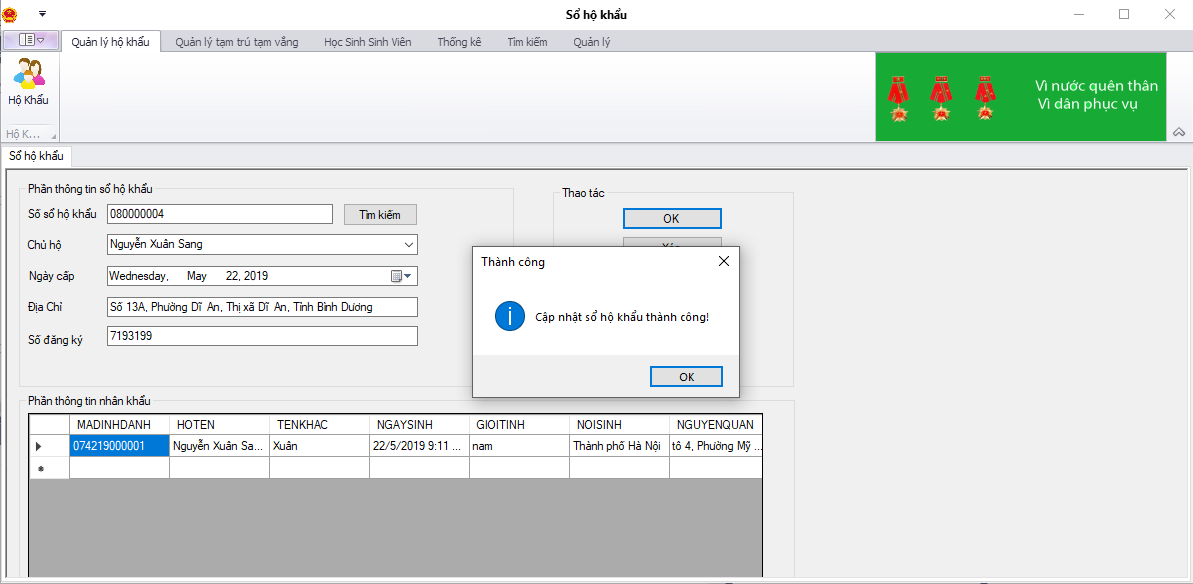 Sổ hộ khẩu
Quản lý hộ khẩu Quản lý tạm trú tạm vắng Học Sinh Sinh Viên Thống kê Tìm kiếm Quản lý
Hộ Khẩu
Hộ K...
Vì nước quên thân
Vì dân phục vụ
Sổ hộ khẩu
Phần thông tin sổ hộ khẩu
Số sổ hộ khẩu 080000004 Tìm kiếm
Chủ hộ Nguyễn Xuân Sang
Ngày cấp Wednesday, May 22, 2019
Địa Chỉ Số 13A, Phường Dĩ An, Thị xã Dĩ An, Tỉnh Bình Dương
Số đăng ký 7193199
Thao tác
OK
Thành công
Cập nhật sổ hộ khẩu thành công!
OK
Phần thông tin nhân khẩu
MADINHDANH HOTEN TENKHAC NGAYSINH GIOITINH NOISINH NGUYENQUAN
074219000001 Nguyễn Xuân Sa... Xuân 22/5/2019 9:11 ... nam Thành phố Hà Nội tô 4, Phường Mỹ ...